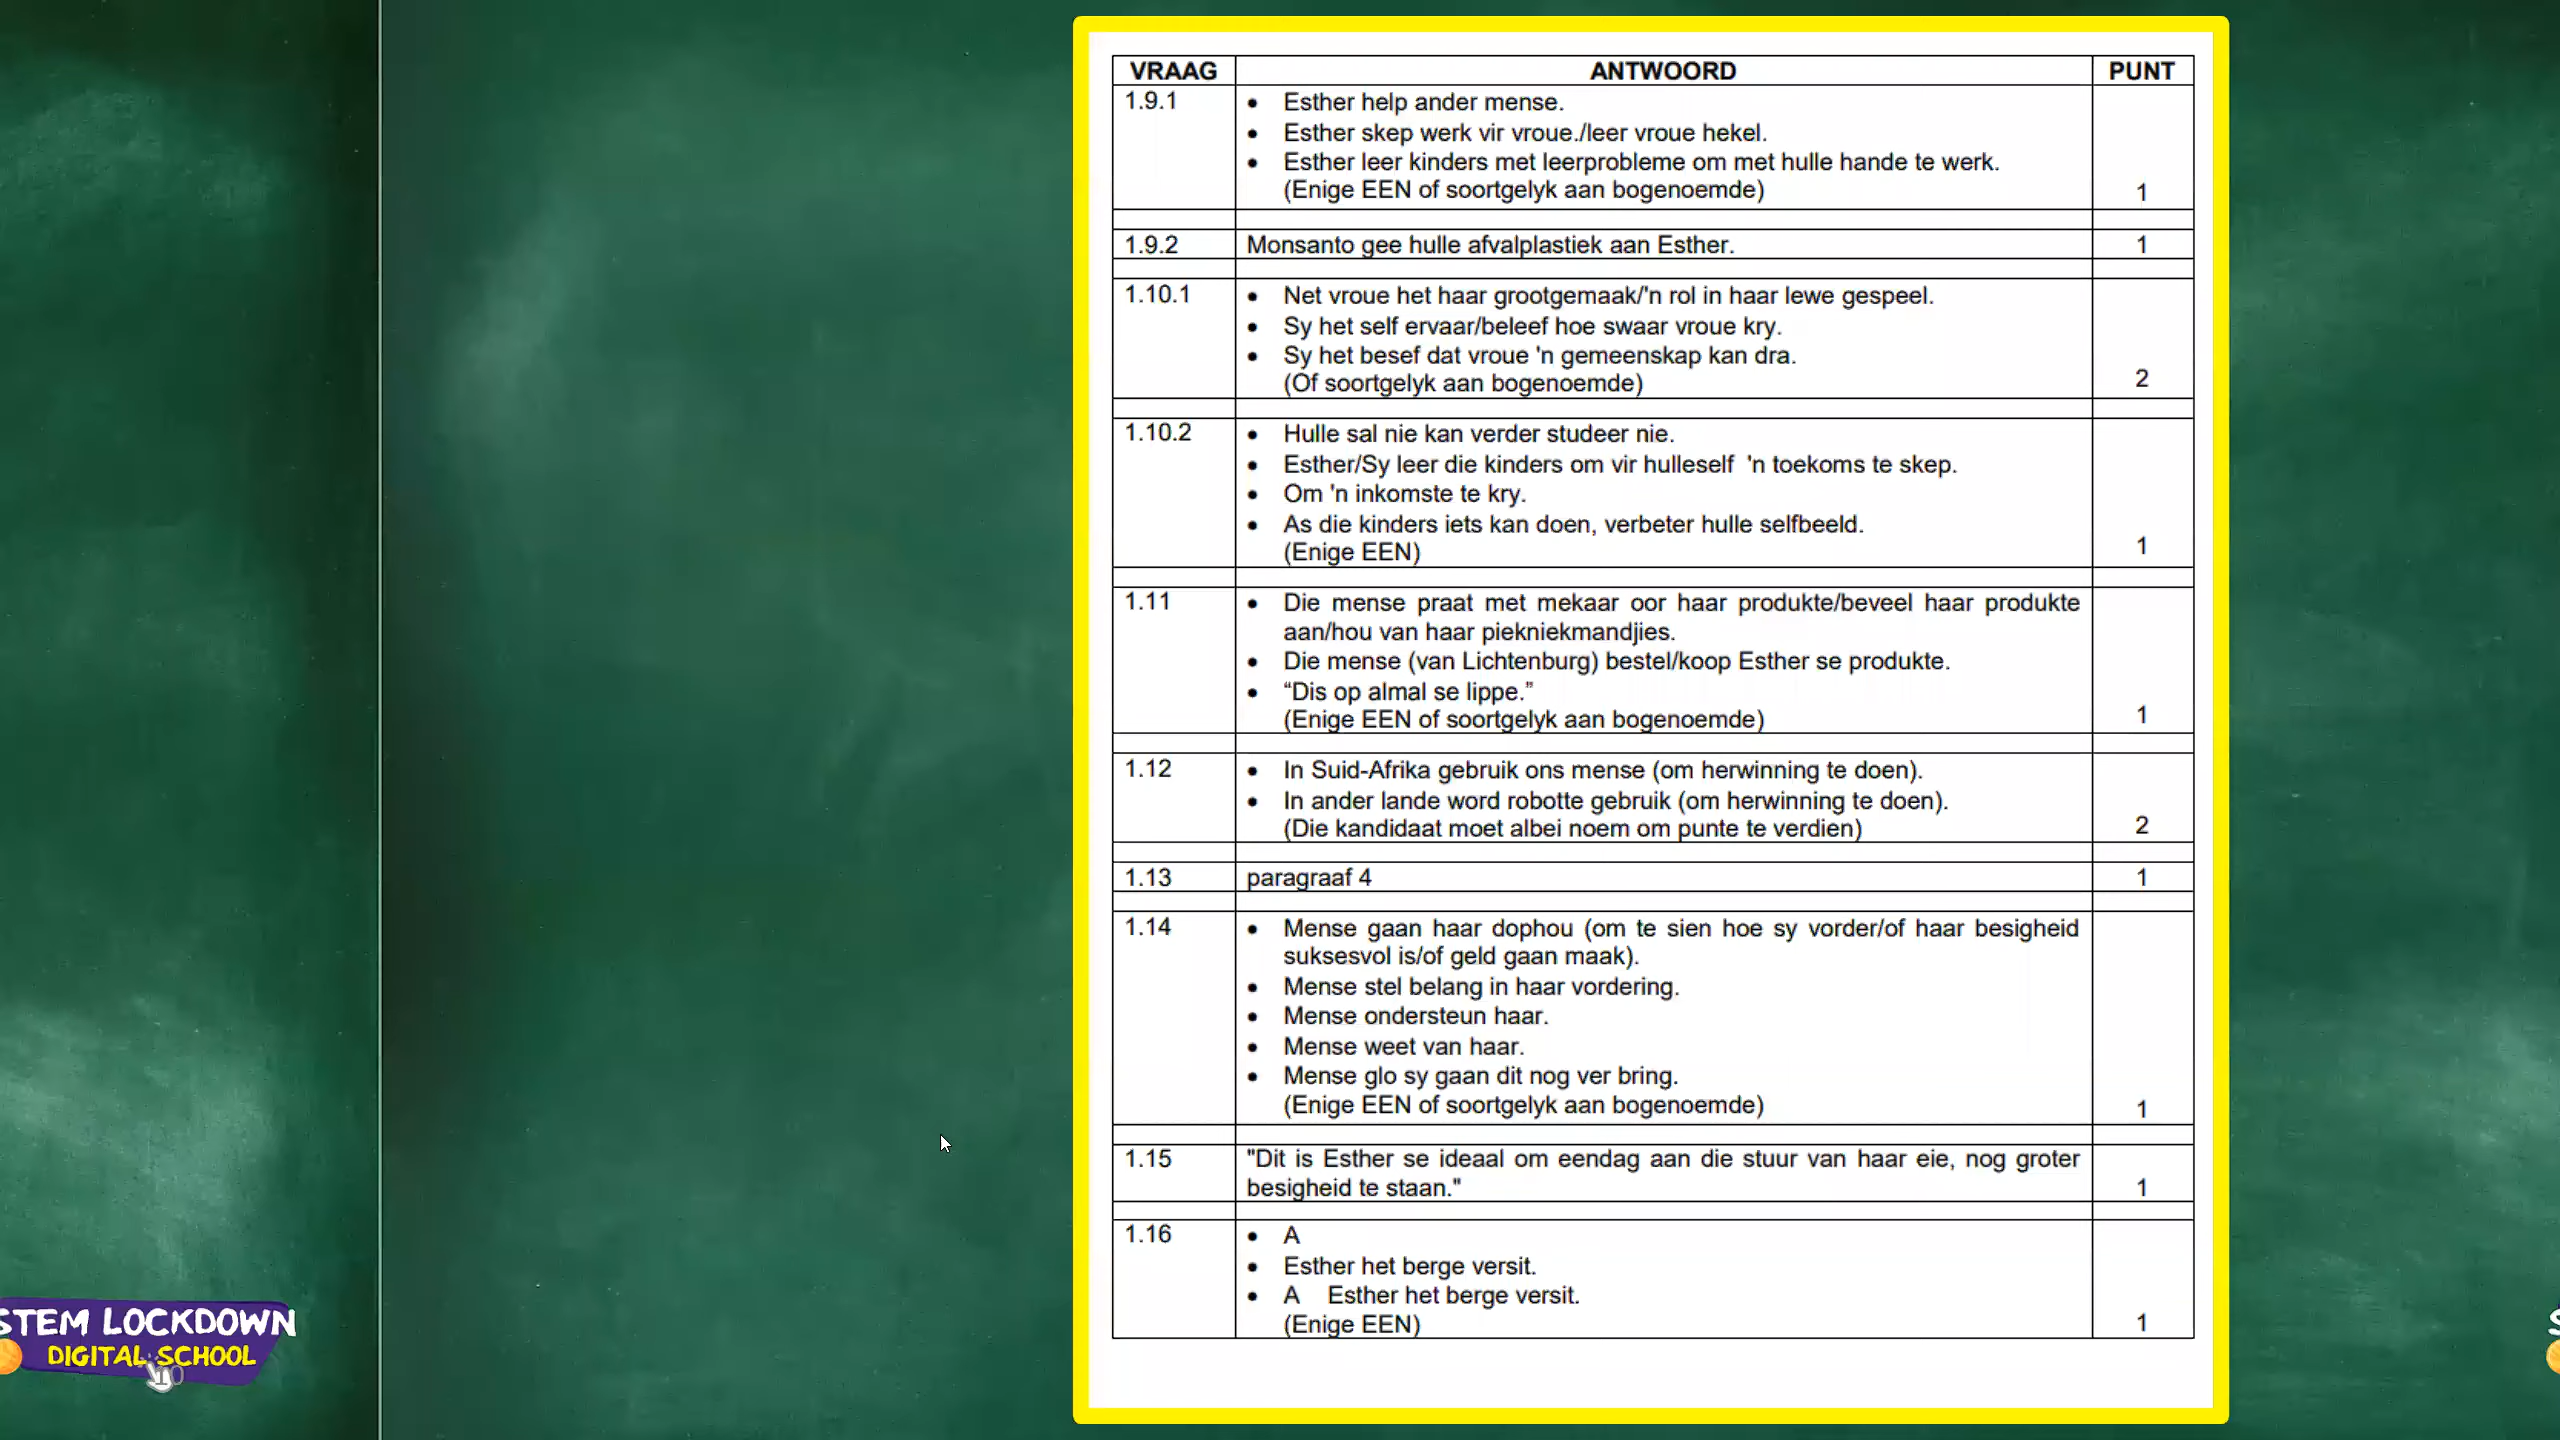 VRAAG ANTWOORD PUNT
1.9.1 • Esther help ander mense.
• Esther skep werk vir vroue./leer vroue hekel.
• Esther leer kinders met leerprobleme om met hulle hande te werk.
(Enige EEN of soortgelyk aan bogenoemde) 1
1.9.2 Monsanto gee hulle afvalplastiek aan Esther. 1
1.10.1 • Net vroue het haar grootgemaak/'n rol in haar lewe gespeel.
• Sy het self ervaar/beleef hoe swaar vroue kry.
• Sy het besef dat vroue 'n gemeenskap kan dra.
(Of soortgelyk aan bogenoemde) 2
1.10.2 • Hulle sal nie kan verder studeer nie.
• Esther/Sy leer die kinders om vir hulleself 'n toekoms te skep.
• Om 'n inkomste te kry.
• As die kinders iets kan doen, verbeter hulle selfbeeld.
(Enige EEN) 1
1.11 • Die mense praat met mekaar oor haar produkte/beveel haar produkte
aan/hou van haar piekniekmandjies.
• Die mense (van Lichtenburg) bestel/koop Esther se produkte.
• “Dis op almal se lippe.”
(Enige EEN of soortgelyk aan bogenoemde) 1
1.12 • In Suid-Afrika gebruik ons mense (om herwinning te doen).
• In ander lande word robotte gebruik (om herwinning te doen).
(Die kandidaat moet albei noem om punte te verdien) 2
1.13 paragraaf 4 1
1.14 • Mense gaan haar dophou (om te sien hoe sy vorder/of haar besigheid
suksesvol is/of geld gaan maak).
• Mense stel belang in haar vordering.
• Mense ondersteun haar.
• Mense weet van haar.
• Mense glo sy gaan dit nog ver bring.
(Enige EEN of soortgelyk aan bogenoemde) 1
1.15 "Dit is Esther se ideaal om eendag aan die stuur van haar eie, nog groter
besigheid te staan." 1
1.16 • A
• Esther het berge versit.
• A Esther het berge versit.
(Enige EEN) 1
STEM LOCKDOWN
DIGITAL SCHOOL
10